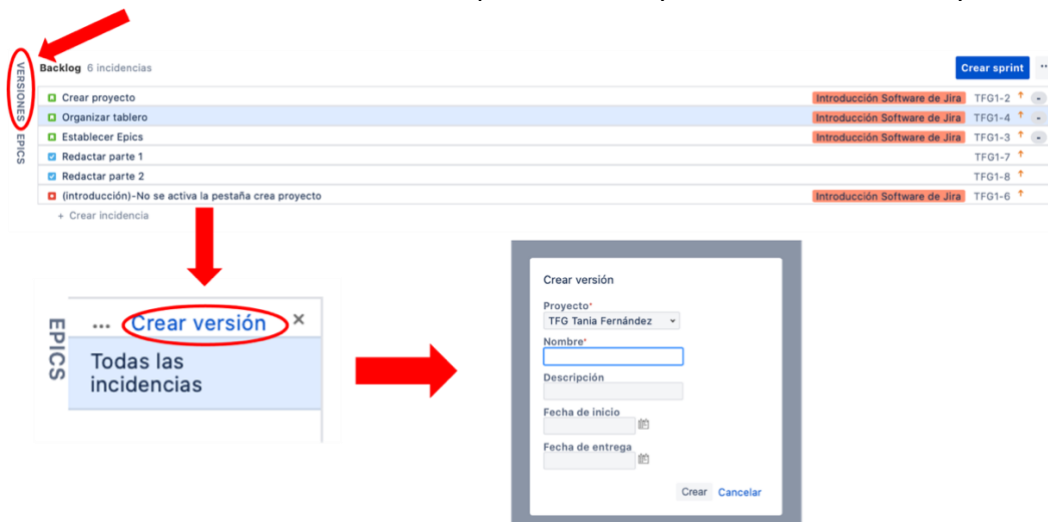 VERSIONES
EPICS
Backlog 6 incidencias
Crear sprint ...
Crear proyecto Introducción Software de Jira TFG1-2 ↑ -
Organizar tablero Introducción Software de Jira TFG1-4 ↑ -
Establecer Epics Introducción Software de Jira TFG1-3 ↑ -
Redactar parte 1 TFG1-7 ↑
Redactar parte 2 TFG1-8 ↑
(introducción)-No se activa la pestaña crea proyecto Introducción Software de Jira TFG1-6 ↑
+ Crear incidencia
EPICS
... Crear versión ×
Todas las
incidencias
Crear versión
Proyecto*
TFG Tania Fernández
Nombre*
Descripción
Fecha de inicio
Fecha de entrega
Crear Cancelar